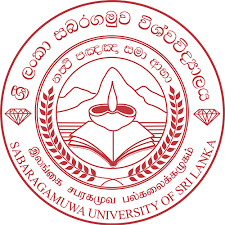 ශ්‍රී ලංකා සබරගමුව විශ්වවිද්‍යාලය
නත්ථි පඤ්ඤා සමා ආභා
இலங்கை சபரகமுவ பல்கலைக்கழகம்
SABARAGAMUWA UNIVERSITY OF SRI LANKA